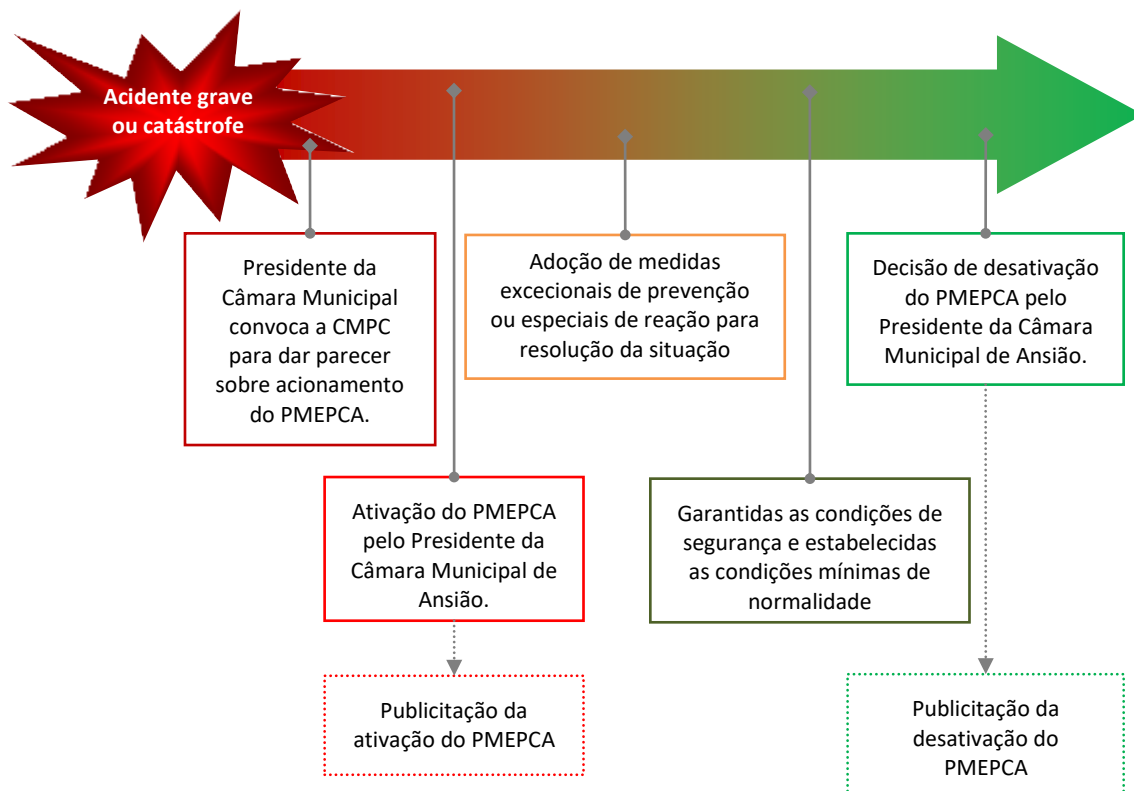 Acidente grave
ou catástrofe
Presidente da
Câmara Municipal
convoca a CMPC
para dar parecer
sobre acionamento
do PMEPCA.
Ativação do PMEPCA
pelo Presidente da
Câmara Municipal de
Ansião.
Publicitação da
ativação do PMEPCA
Adoção de medidas
excecionais de prevenção
ou especiais de reação para
resolução da situação
Garantidas as condições de
segurança e estabelecidas
as condições mínimas de
normalidade
Decisão de desativação
do PMEPCA pelo
Presidente da Câmara
Municipal de Ansião.
Publicitação da
desativação do
PMEPCA